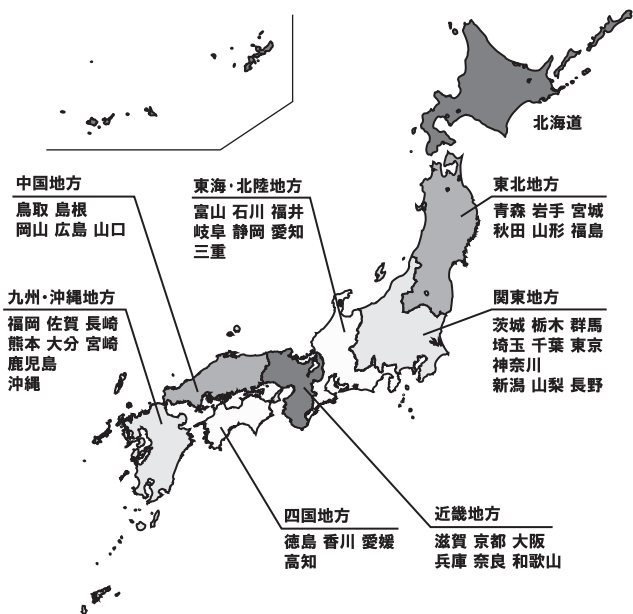 北海道
中国地方
鳥取 島根
岡山 広島 山口
東海・北陸地方
富山 石川 福井
岐阜 静岡 愛知
三重
東北地方
青森 岩手 宮城
秋田 山形 福島
九州・沖縄地方
福岡 佐賀 長崎
熊本 大分 宮崎
鹿児島
沖縄
関東地方
茨城 栃木 群馬
埼玉 千葉 東京
神奈川
新潟 山梨 長野
四国地方
徳島 香川 愛媛
高知
近畿地方
滋賀 京都 大阪
兵庫 奈良 和歌山